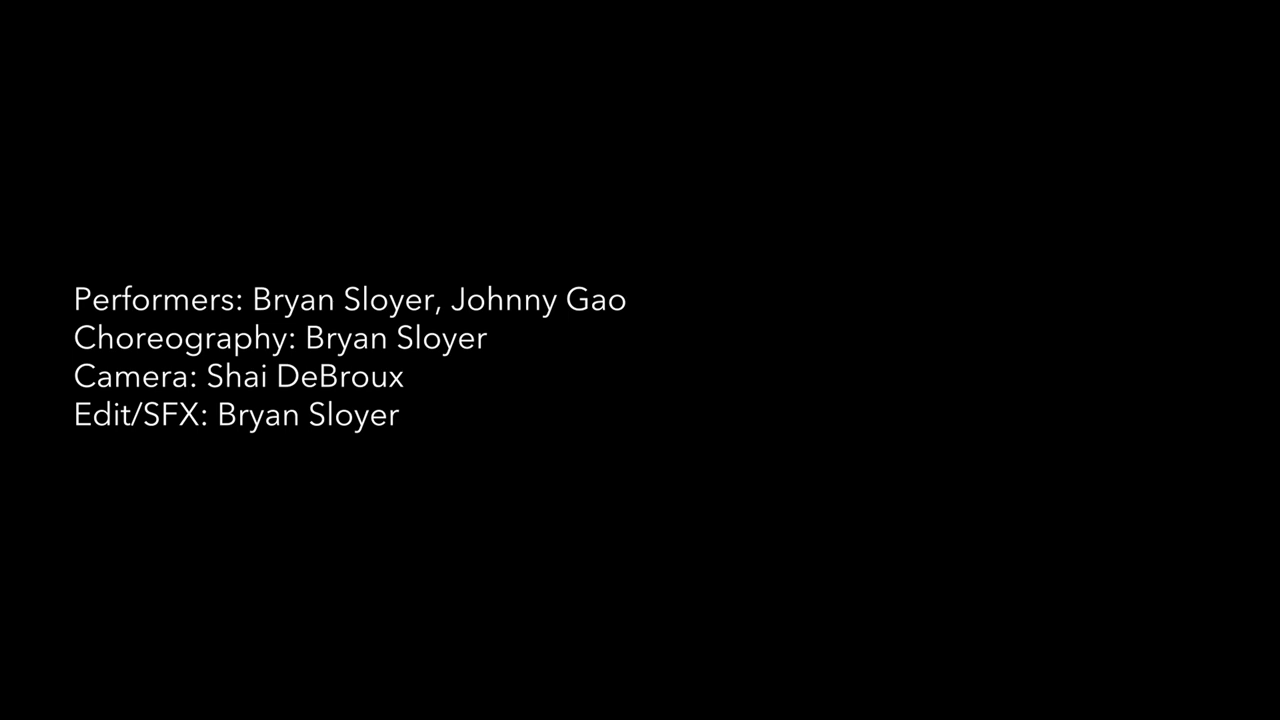 Performers: Bryan Sloyer, Johnny Gao
Choreography: Bryan Sloyer
Camera: Shai DeBroux
Edit/SFX: Bryan Sloyer